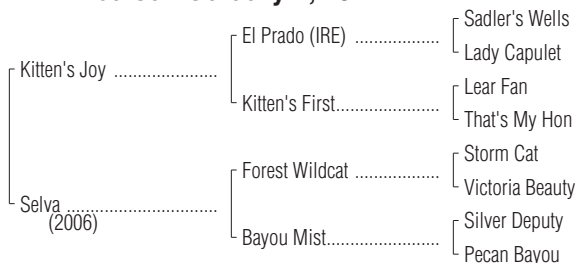 El Prado (IRE) ...................
Sadler's Wells
Lady Capulet
Kitten's Joy .......................
Kitten's First.......................
Lear Fan
That's My Hon
Forest Wildcat ...................
Storm Cat
Victoria Beauty
Selva .................................
(2006)
Bayou Mist.........................
Silver Deputy
Pecan Bayou